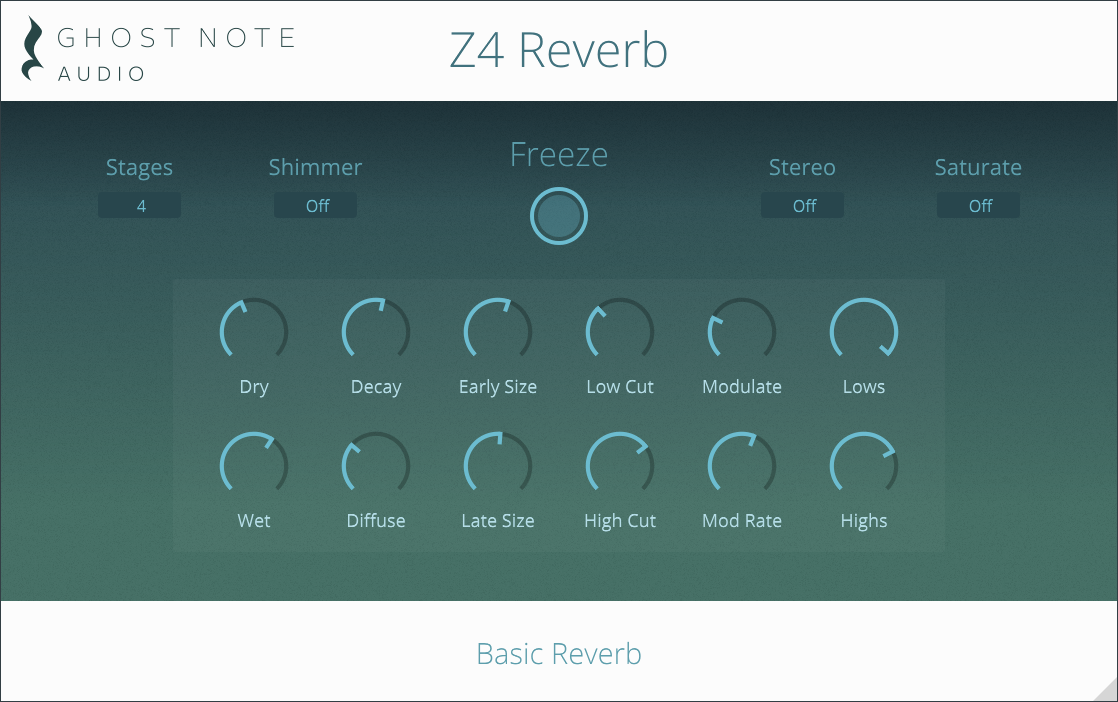 GHOST NOTE
AUDIO
Z4 Reverb
Stages
Shimmer
Freeze
Stereo
Saturate
4
Off
Off
Off
Dry
Decay
Early Size
Low Cut
Modulate
Lows
Wet
Diffuse
Late Size
High Cut
Mod Rate
Highs
Basic Reverb